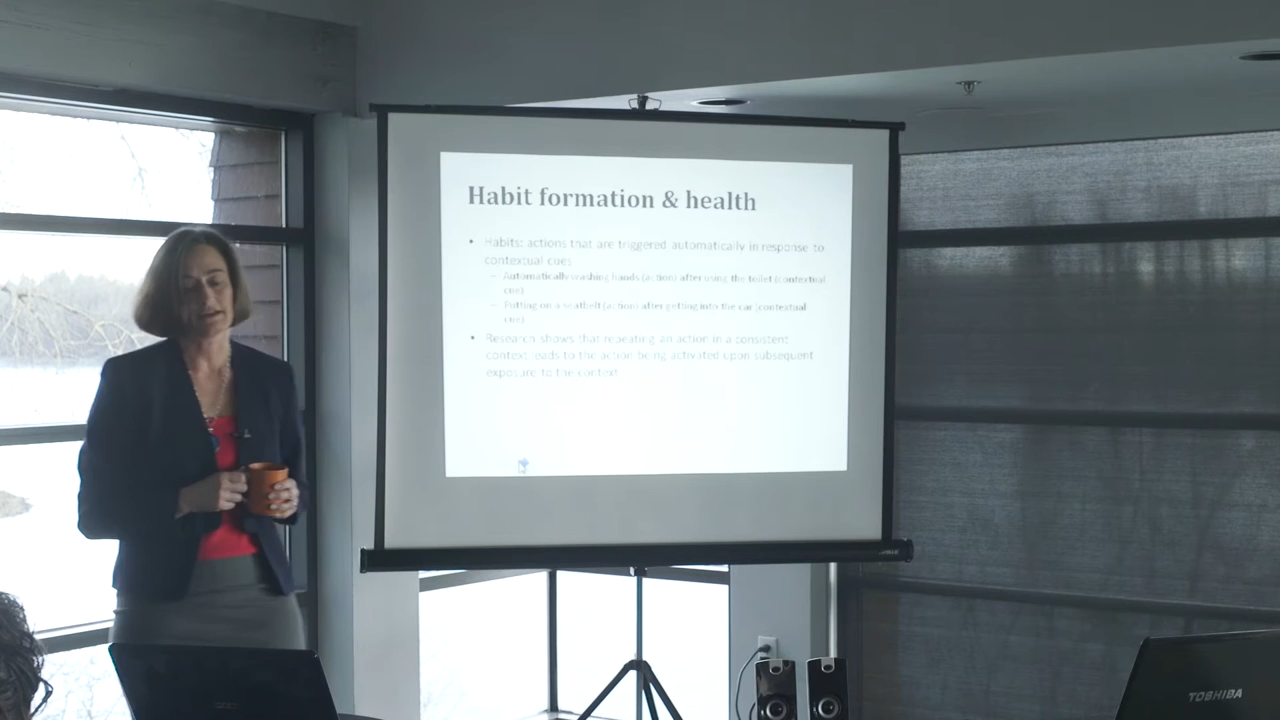 Habit formation & health
• Habits: actions that are triggered automatically in response to
contextual cues
– Automatically washing hands (action) after using the toilet (contextual
cue)
– Putting on a seatbelt (action) after getting into the car (contextual
cue)
• Research shows that repeating an action in a consistent
context leads to the action being activated upon subsequent
exposure to the context
TOSHIBA